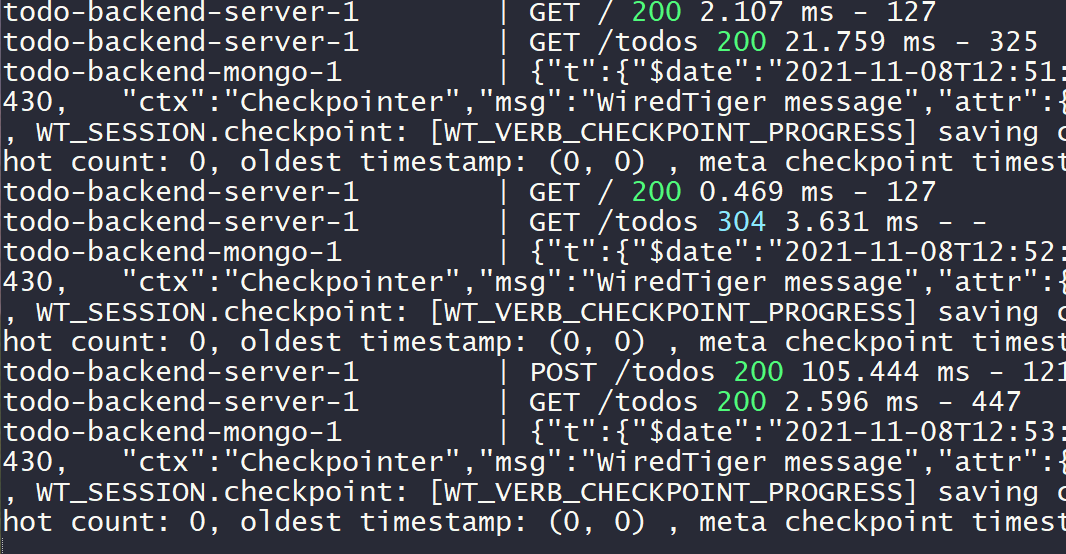 todo-backend-server-1        | GET / 200 2.107 ms - 127
todo-backend-server-1        | GET /todos 200 21.759 ms - 325
todo-backend-mongo-1         | {"t":{"$date":"2021-11-08T12:51:
430,   "ctx":"Checkpointer","msg":"WiredTiger message","attr":{
, WT_SESSION.checkpoint: [WT_VERB_CHECKPOINT_PROGRESS] saving c
hot count: 0, oldest timestamp: (0, 0) , meta checkpoint timest
todo-backend-server-1        | GET / 200 0.469 ms - 127
todo-backend-server-1        | GET /todos 304 3.631 ms - -
todo-backend-mongo-1         | {"t":{"$date":"2021-11-08T12:52:
430,   "ctx":"Checkpointer","msg":"WiredTiger message","attr":{
, WT_SESSION.checkpoint: [WT_VERB_CHECKPOINT_PROGRESS] saving c
hot count: 0, oldest timestamp: (0, 0) , meta checkpoint timest
todo-backend-server-1        | POST /todos 200 105.444 ms - 121
todo-backend-server-1        | GET /todos 200 2.596 ms - 447
todo-backend-mongo-1         | {"t":{"$date":"2021-11-08T12:53:
430,   "ctx":"Checkpointer","msg":"WiredTiger message","attr":{
, WT_SESSION.checkpoint: [WT_VERB_CHECKPOINT_PROGRESS] saving c
hot count: 0, oldest timestamp: (0, 0) , meta checkpoint timest